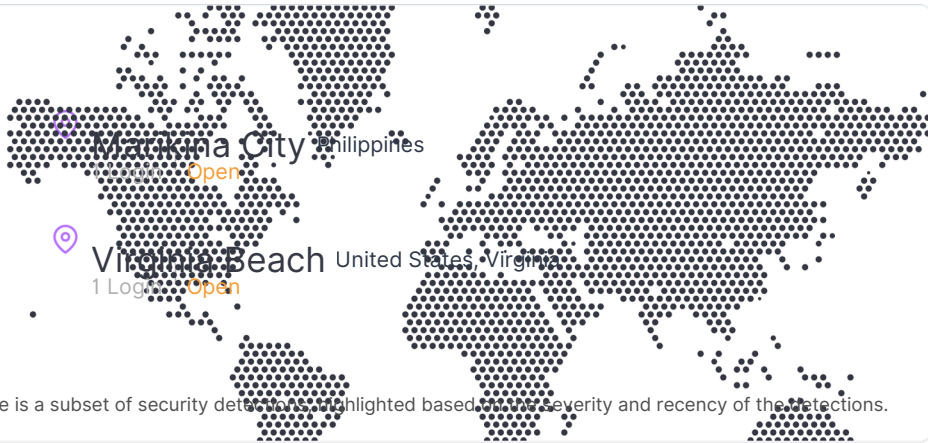 Marikina City Philippines
1 Login Open
Virginia Beach United States, Virginia
1 Login Open
e is a subset of security detections, highlighted based on the severity and recency of the detections.